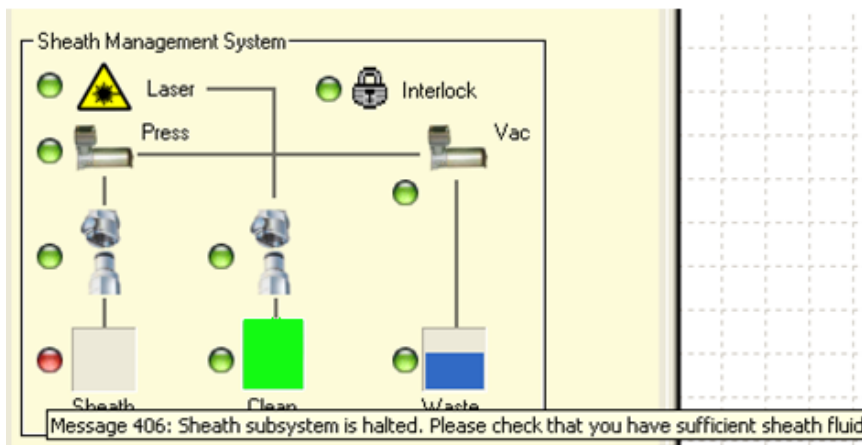 Sheath Management System
Laser
Interlock
Press
Vac
Sheath
Clean
Waste
Message 406: Sheath subsystem is halted. Please check that you have sufficient sheath fluid